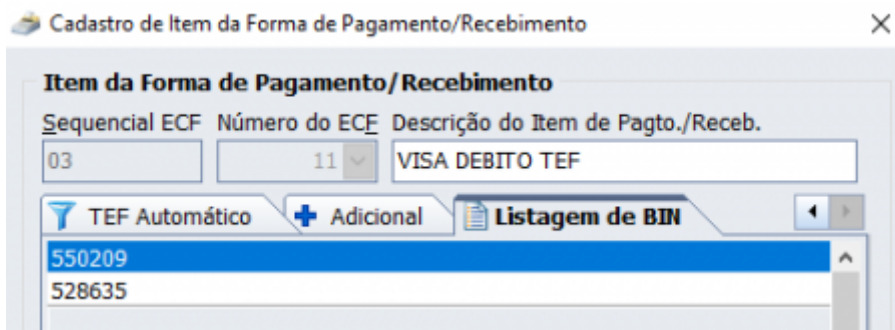 Cadastro de Item da Forma de Pagamento/Recebimento
Item da Forma de Pagamento/Recebimento
Sequencial ECF Número do ECF Descrição do Item de Pagto./Receb.
03 11 VISA DEBITO TEF
TEF Automático Adicional Listagem de BIN
550209
528635